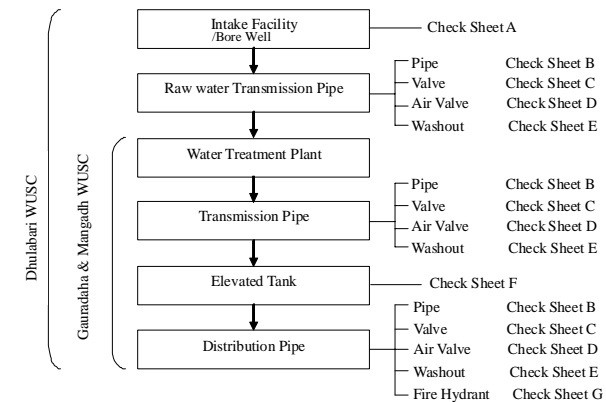 Intake Facility
/Bore Well
Check Sheet A
Raw water Transmission Pipe
Pipe Check Sheet B
Valve Check Sheet C
Air Valve Check Sheet D
Washout Check Sheet E
Water Treatment Plant
Transmission Pipe
Pipe Check Sheet B
Valve Check Sheet C
Air Valve Check Sheet D
Washout Check Sheet E
Elevated Tank
Check Sheet F
Distribution Pipe
Pipe Check Sheet B
Valve Check Sheet C
Air Valve Check Sheet D
Washout Check Sheet E
Fire Hydrant Check Sheet G
Dhulabari WUSC
Gauradaha & Mangadh WUSC